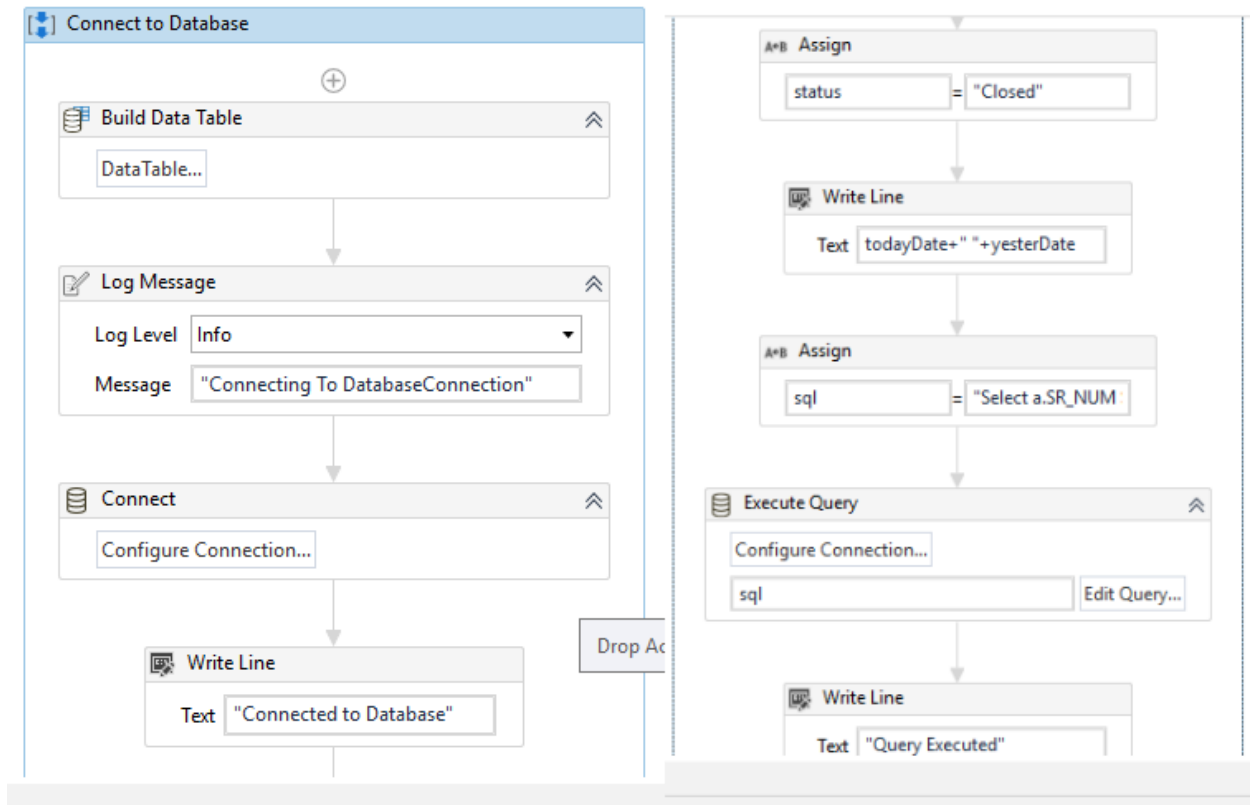 Connect to Database
Build Data Table
DataTable...
Log Message
Log Level Info
Message "Connecting To DatabaseConnection"
Connect
Configure Connection...
Write Line
Text "Connected to Database"
Drop Ac
A+B Assign
status = "Closed"
Write Line
Text todayDate+" "+yesterDate
A+B Assign
sql = "Select a.SR_NUM
Execute Query
Configure Connection...
sql Edit Query...
Write Line
Text "Query Executed"